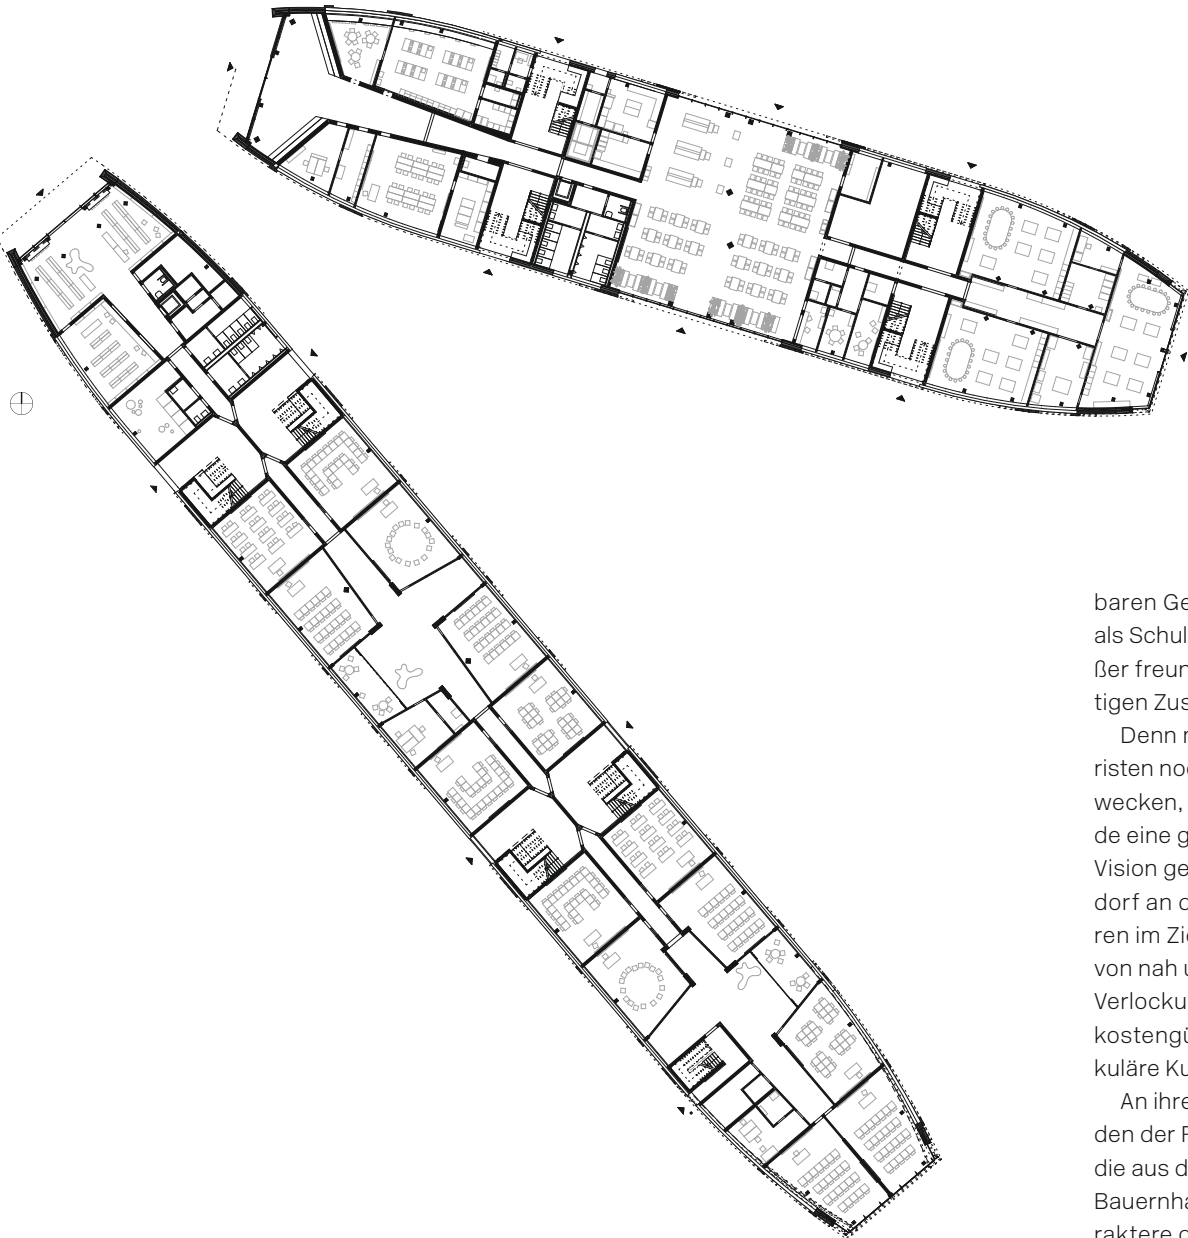 baren Ge
als Schul
ßer freun
tigen Zus
Denn n
risten noc
wecken,
de eine g
Vision ge
dorf an d
ren im Zie
von nah u
Verlocku
kostengü
kuläre Ku
An ihre
den der F
die aus d
Bauernha
raktere d